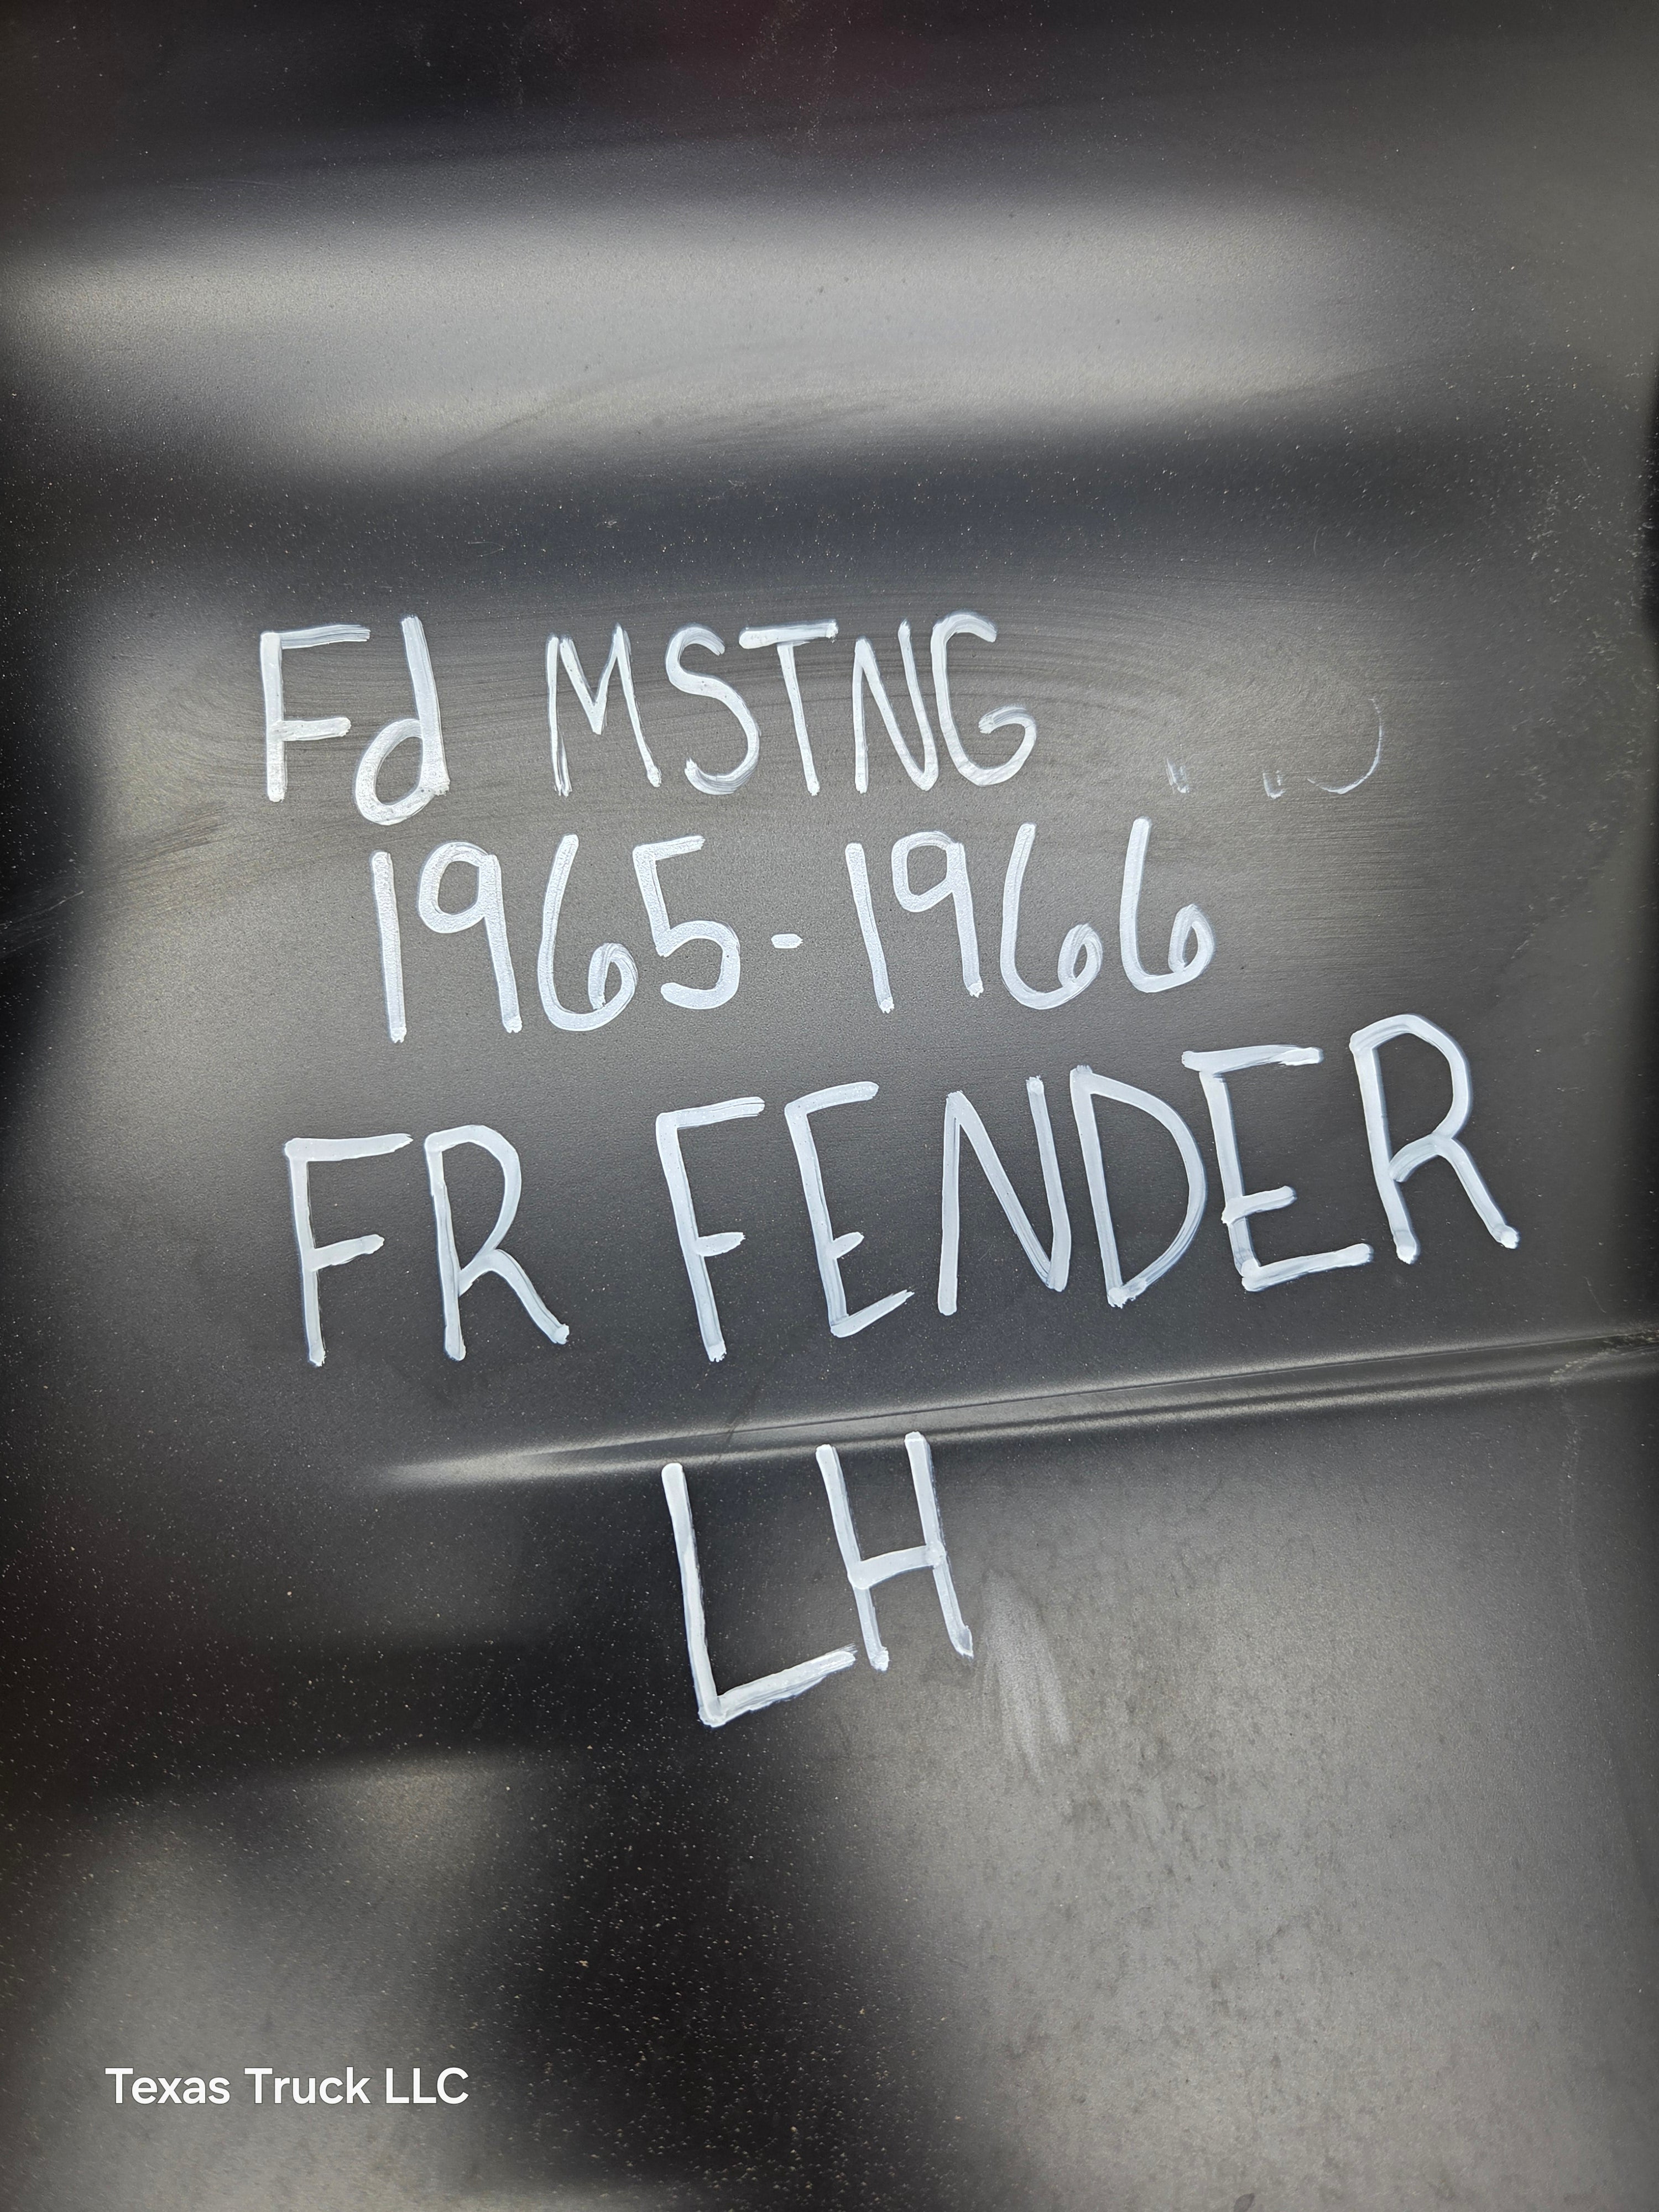 Fd MSTNG
1965-1966
FR FENDER
LH
Texas Truck LLC